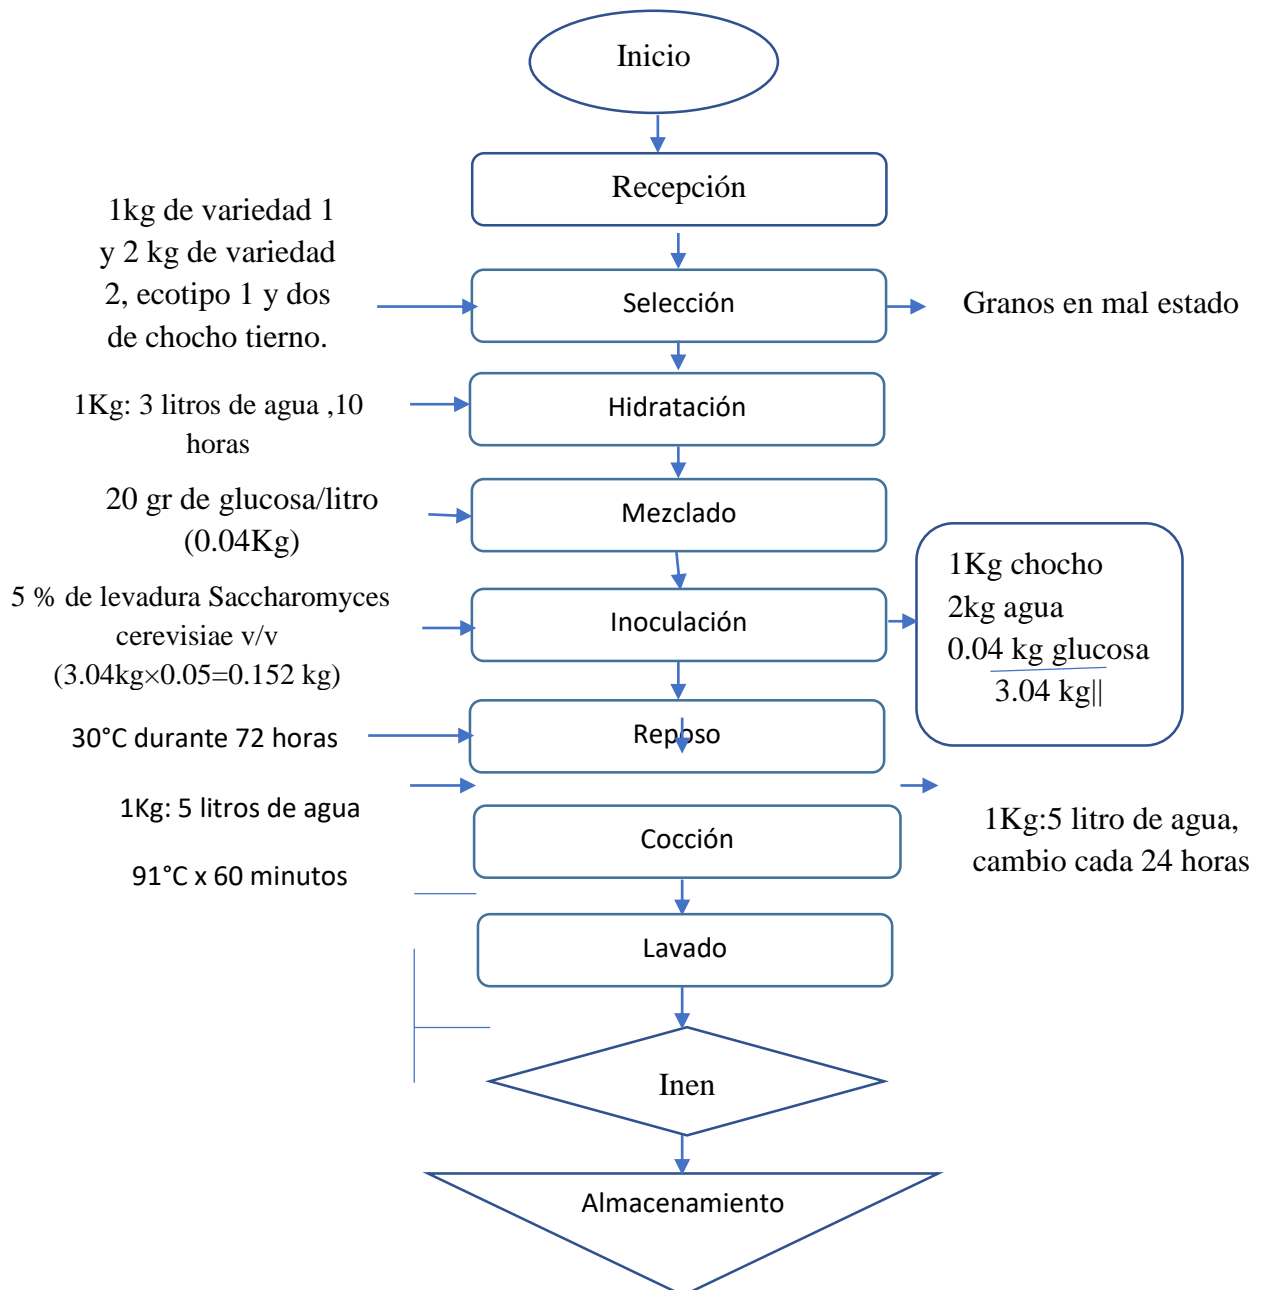 Inicio
Recepción
1kg de variedad 1
y 2 kg de variedad
2, ecotipo 1 y dos
de chocho tierno.
Selección
Granos en mal estado
1Kg: 3 litros de agua ,10
horas
Hidratación
20 gr de glucosa/litro
(0.04Kg)
Mezclado
5 % de levadura Saccharomyces
cerevisiae v/v
(3.04kg×0.05=0.152 kg)
Inoculación
1Kg chocho
2kg agua
0.04 kg glucosa
3.04 kg||
30°C durante 72 horas
Reposo
1Kg: 5 litros de agua
91°C x 60 minutos
Cocción
1Kg:5 litro de agua,
cambio cada 24 horas
Lavado
Inen
Almacenamiento